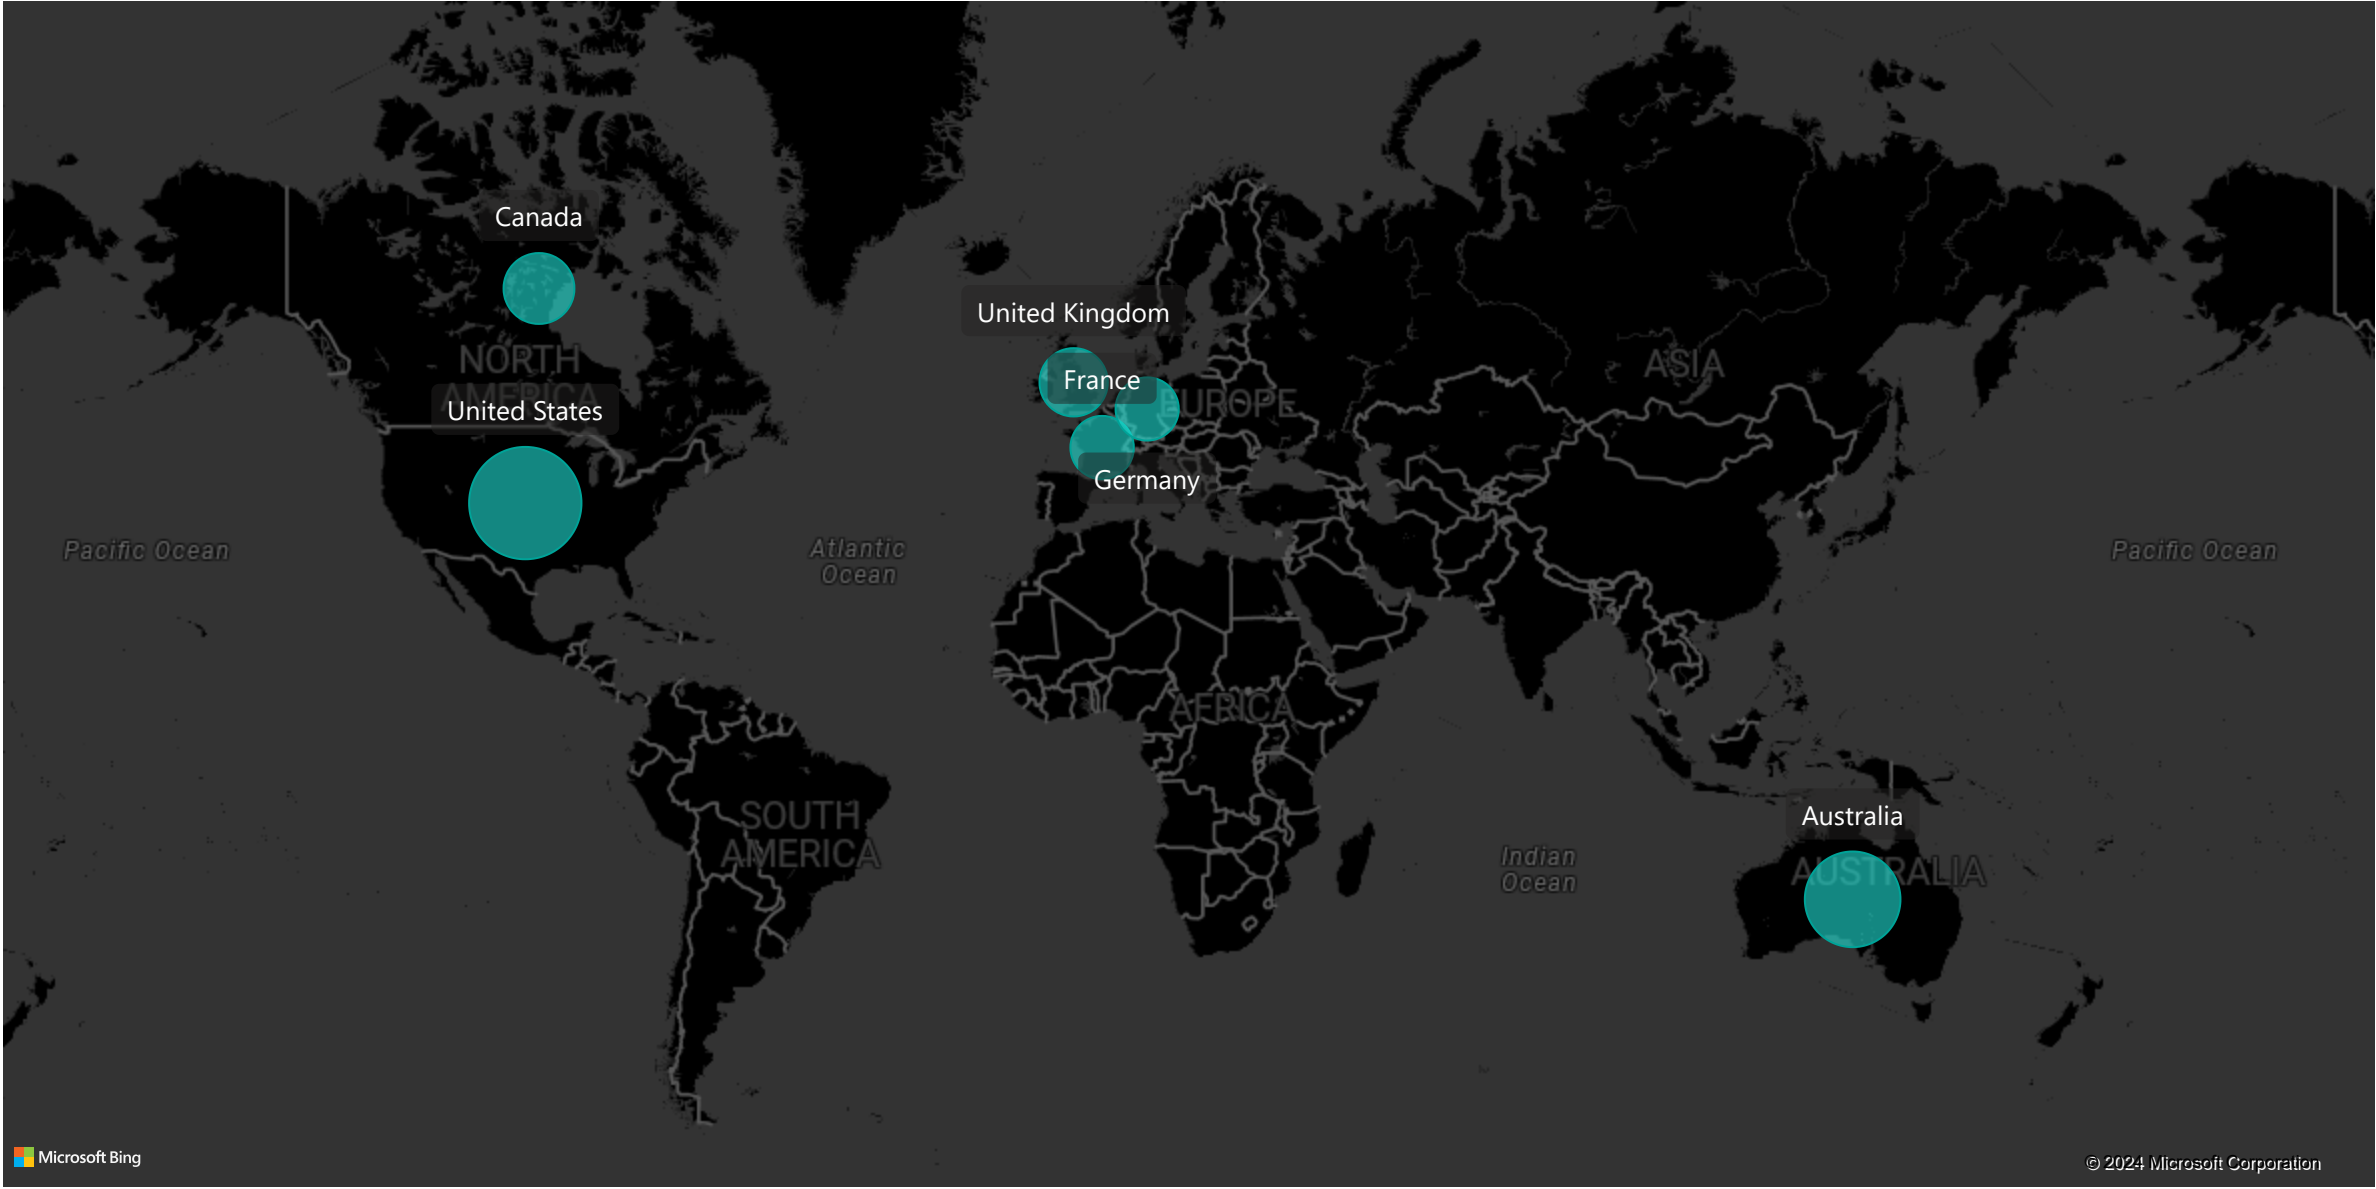 Canada
United Kingdom
NORTH
AMERICA
ASIA
France
EUROPE
United States
Germany
Pacific Ocean
Atlantic
Ocean
Pacific Ocean
AFRICA
SOUTH
AMERICA
Australia
Indian
Ocean
AUSTRALIA
Microsoft Bing
© 2024 Microsoft Corporation